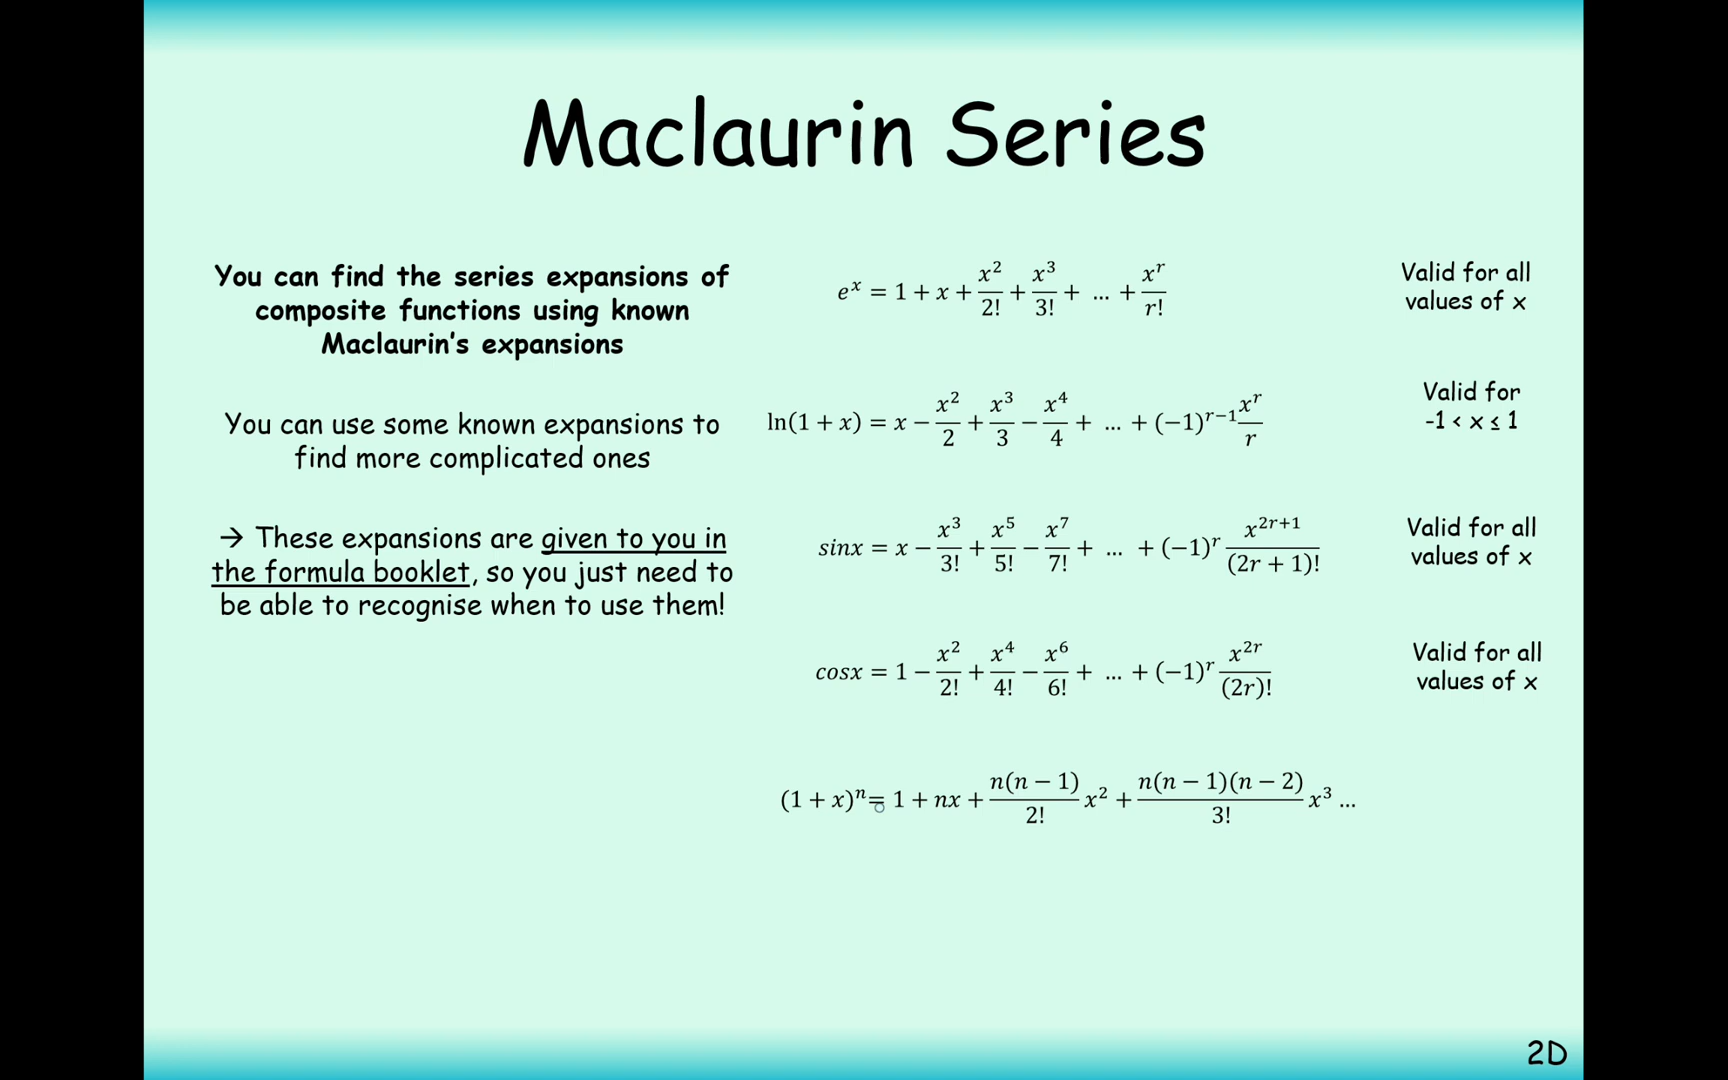 Maclaurin Series
You can find the series expansions of
composite functions using known
Maclaurin's expansions
You can use some known expansions to
find more complicated ones
→ These expansions are given to you in
the formula booklet, so you just need to
be able to recognise when to use them!
e^x = 1 + x + x^2/2! + x^3/3! + … + x^r/r!
Valid for all
values of x
ln(1 + x) = x − x^2/2 + x^3/3 − x^4/4 + … + (−1)^(r−1) x^r/r
Valid for
-1 < x ≤ 1
sinx = x − x^3/3! + x^5/5! − x^7/7! + … + (−1)^r x^(2r+1)/(2r + 1)!
Valid for all
values of x
cosx = 1 − x^2/2! + x^4/4! − x^6/6! + … + (−1)^r x^(2r)/(2r)!
Valid for all
values of x
(1 + x)^n = 1 + nx + n(n − 1)/2! x^2 + n(n − 1)(n − 2)/3! x^3 …
2D